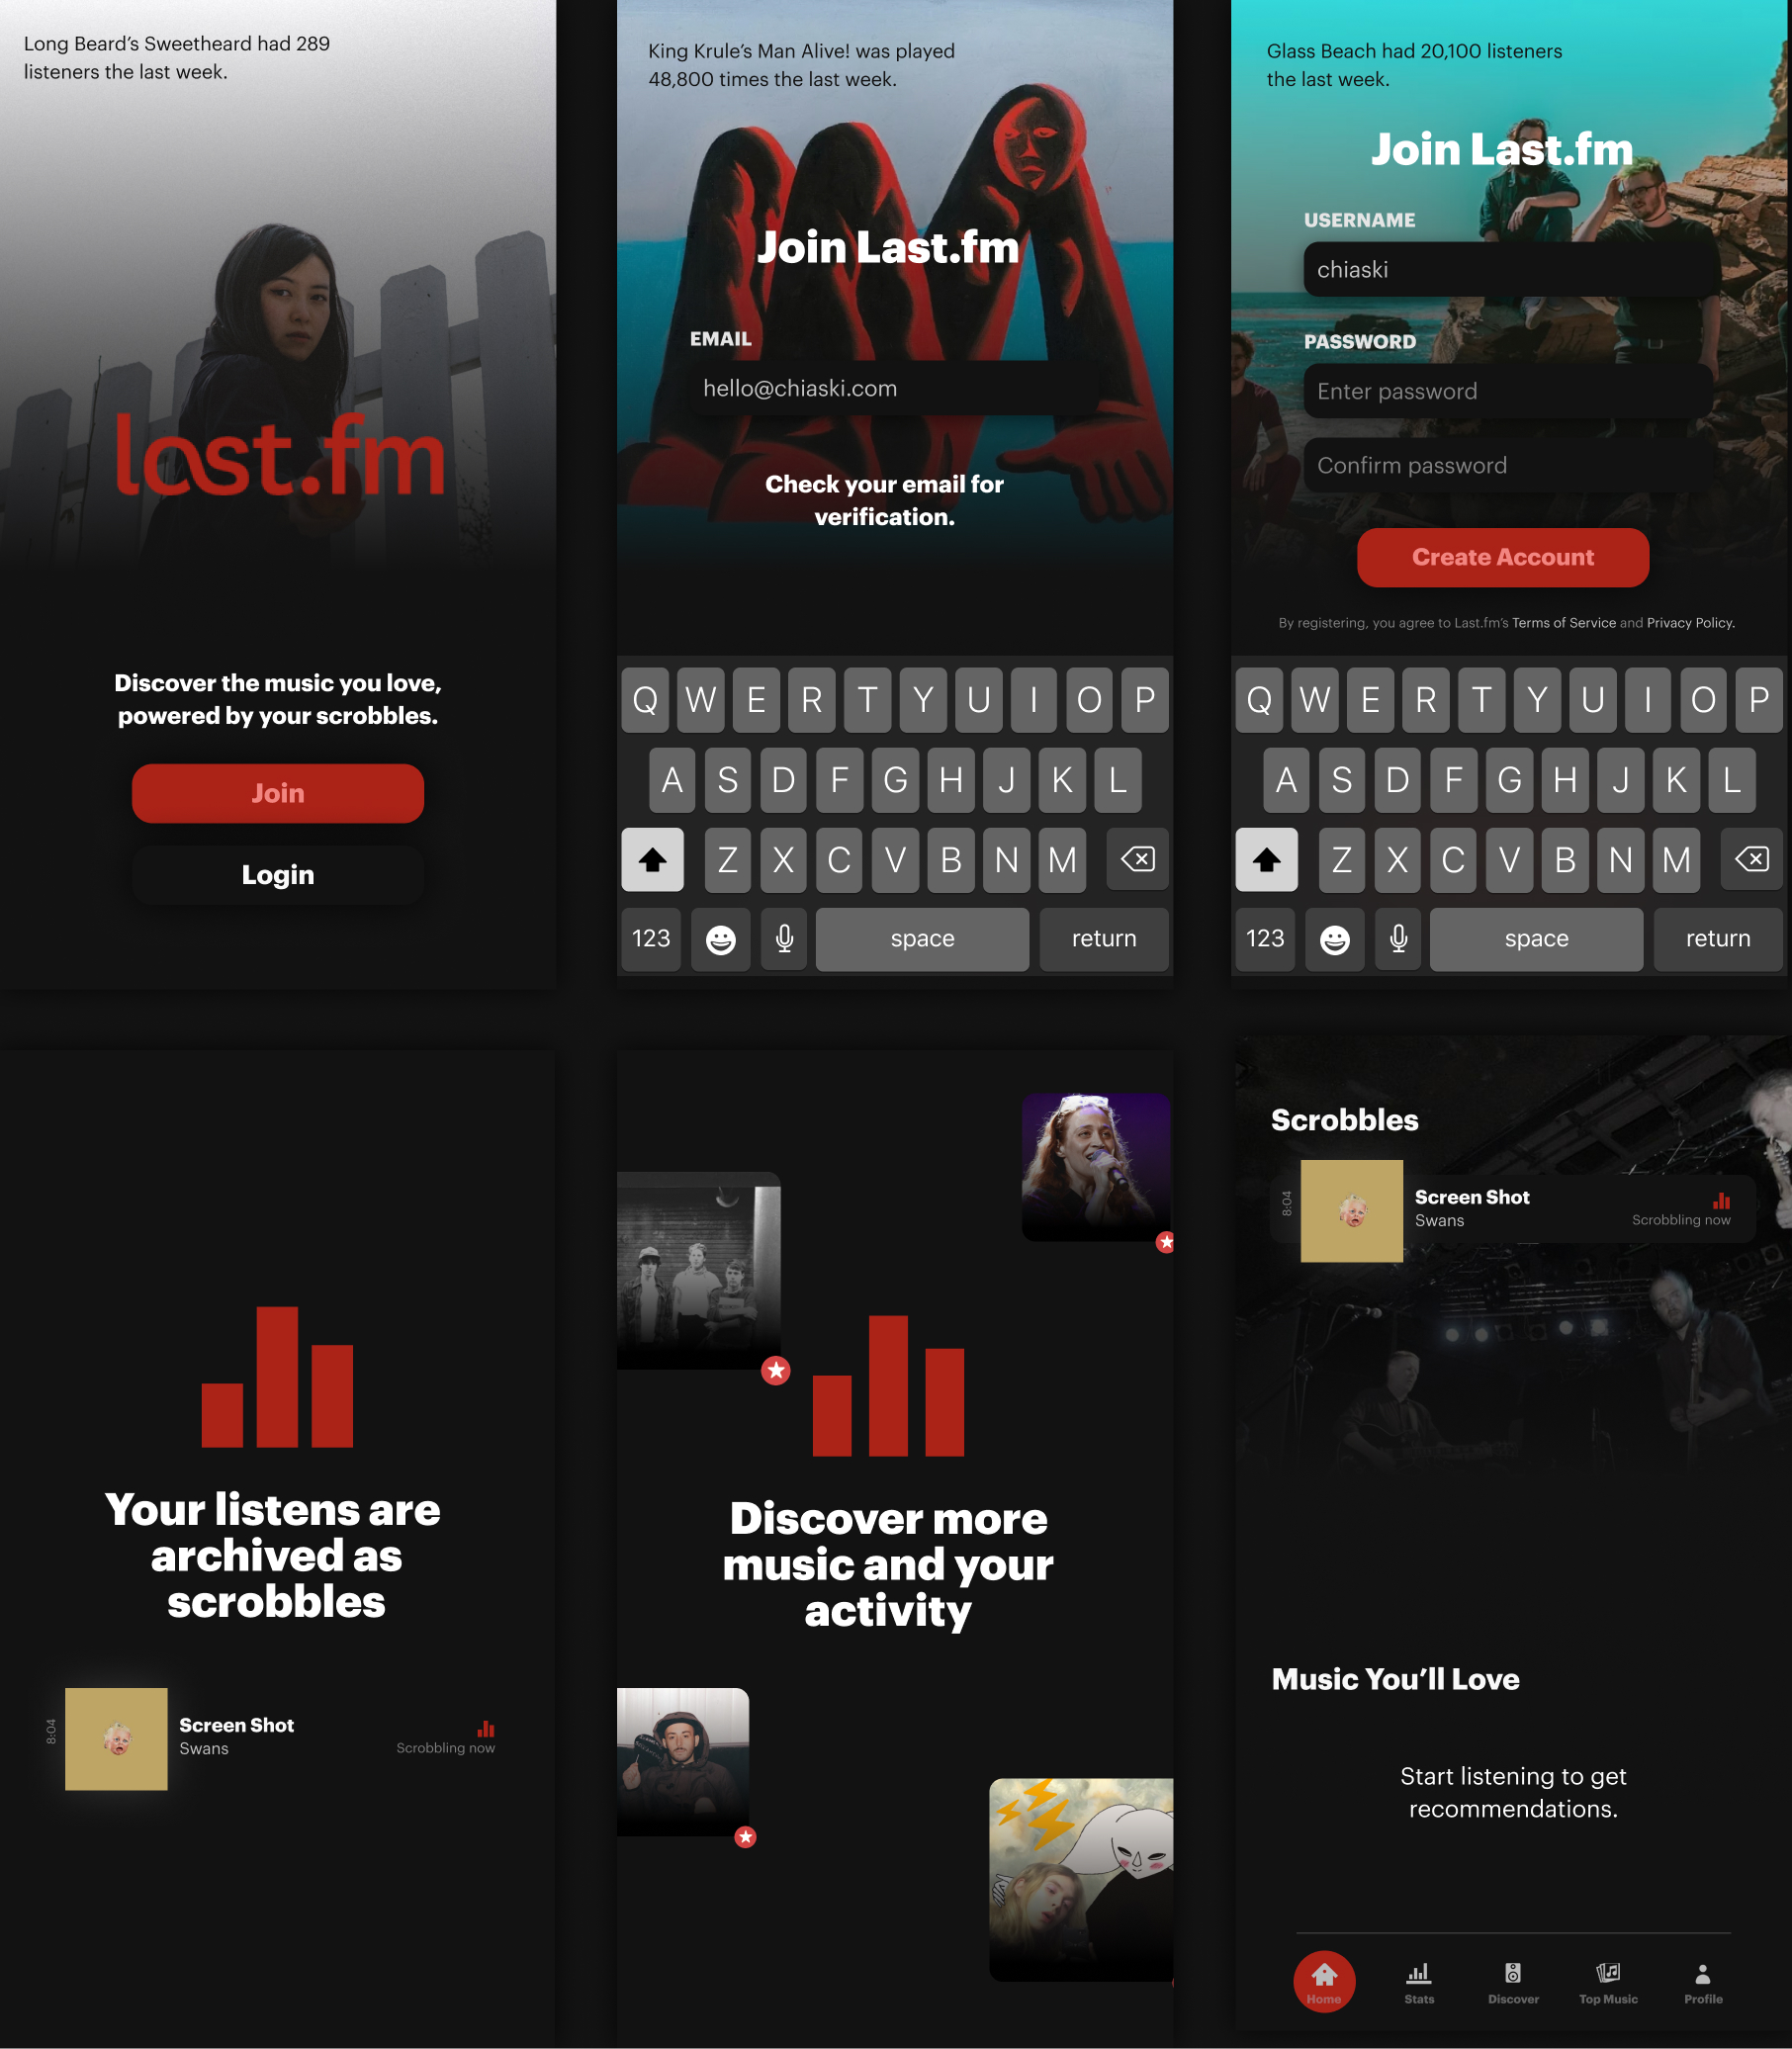 Long Beard’s Sweetheard had 289
listeners the last week.
last.fm
Discover the music you love,
powered by your scrobbles.
Join
Login
King Krule’s Man Alive! was played
48,800 times the last week.
Join Last.fm
EMAIL
hello@chiaski.com
Check your email for
verification.
Q W E R T Y U I O P
A S D F G H J K L
Z X C V B N M
123 space return
Glass Beach had 20,100 listeners
the last week.
Join Last.fm
USERNAME
chiaski
PASSWORD
Enter password
Confirm password
Create Account
By registering, you agree to Last.fm’s Terms of Service and Privacy Policy.
Q W E R T Y U I O P
A S D F G H J K L
Z X C V B N M
123 space return
Your listens are
archived as
scrobbles
8:04
Screen Shot
Swans
Scrobbling now
Discover more
music and your
activity
Scrobbles
8:04
Screen Shot
Swans
Scrobbling now
Music You’ll Love
Start listening to get
recommendations.
Home Stats Discover Top Music Profile